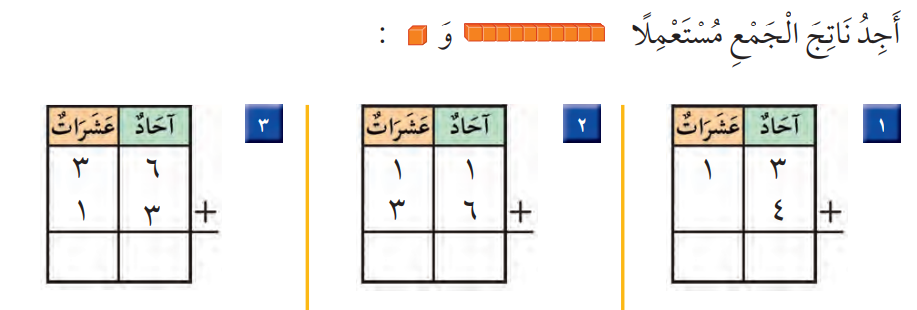 أَجِدُ نَاتِجَ الْجَمْعِ مُسْتَعْمِلًا وَ :
١
آحَادٌ عَشَرَاتٌ
٣ ١
+ ٤
٢
آحَادٌ عَشَرَاتٌ
١ ١
+ ٦ ٣
٣
آحَادٌ عَشَرَاتٌ
٦ ٣
+ ٣ ١